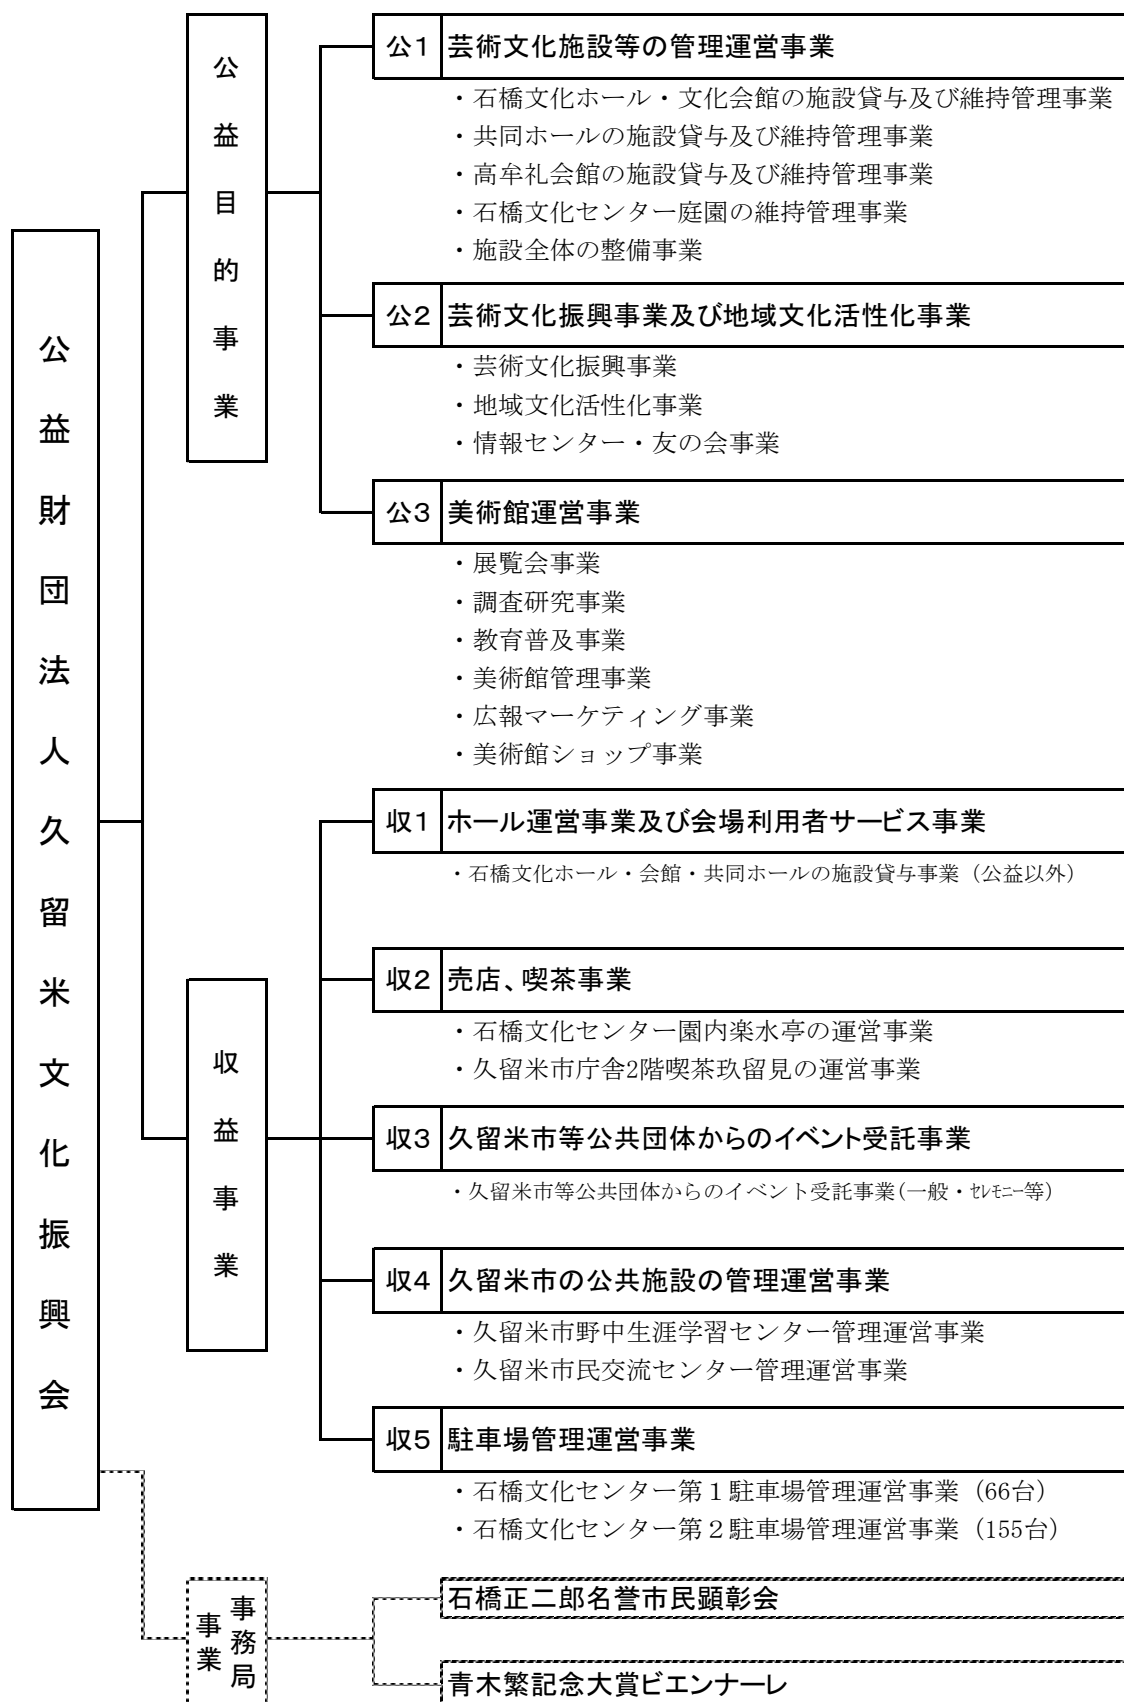 公益財団法人久留米文化振興会
公益目的事業
公1 芸術文化施設等の管理運営事業
・石橋文化ホール・文化会館の施設貸与及び維持管理事業
・共同ホールの施設貸与及び維持管理事業
・高牟礼会館の施設貸与及び維持管理事業
・石橋文化センター庭園の維持管理事業
・施設全体の整備事業
公2 芸術文化振興事業及び地域文化活性化事業
・芸術文化振興事業
・地域文化活性化事業
・情報センター・友の会事業
公3 美術館運営事業
・展覧会事業
・調査研究事業
・教育普及事業
・美術館管理事業
・広報マーケティング事業
・美術館ショップ事業
収益事業
収1 ホール運営事業及び会場利用者サービス事業
・石橋文化ホール・会館・共同ホールの施設貸与事業（公益以外）
収2 売店、喫茶事業
・石橋文化センター園内楽水亭の運営事業
・久留米市庁舎2階喫茶玖留見の運営事業
収3 久留米市等公共団体からのイベント受託事業
・久留米市等公共団体からのイベント受託事業(一般・ｾﾚﾓﾆｰ等)
収4 久留米市の公共施設の管理運営事業
・久留米市野中生涯学習センター管理運営事業
・久留米市民交流センター管理運営事業
収5 駐車場管理運営事業
・石橋文化センター第１駐車場管理運営事業（66台）
・石橋文化センター第２駐車場管理運営事業（155台）
事務局事業
石橋正二郎名誉市民顕彰会
青木繁記念大賞ビエンナーレ